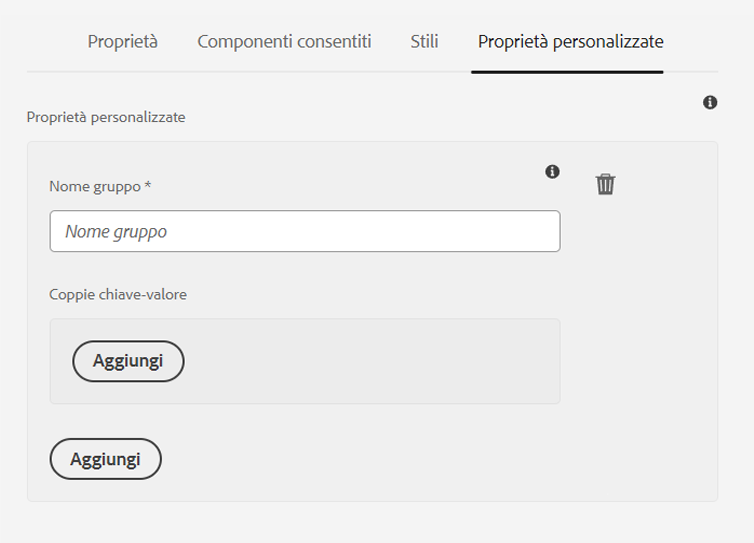 Proprietà Componenti consentiti Stili Proprietà personalizzate
Proprietà personalizzate
Nome gruppo *
Nome gruppo
Coppie chiave-valore
Aggiungi
Aggiungi